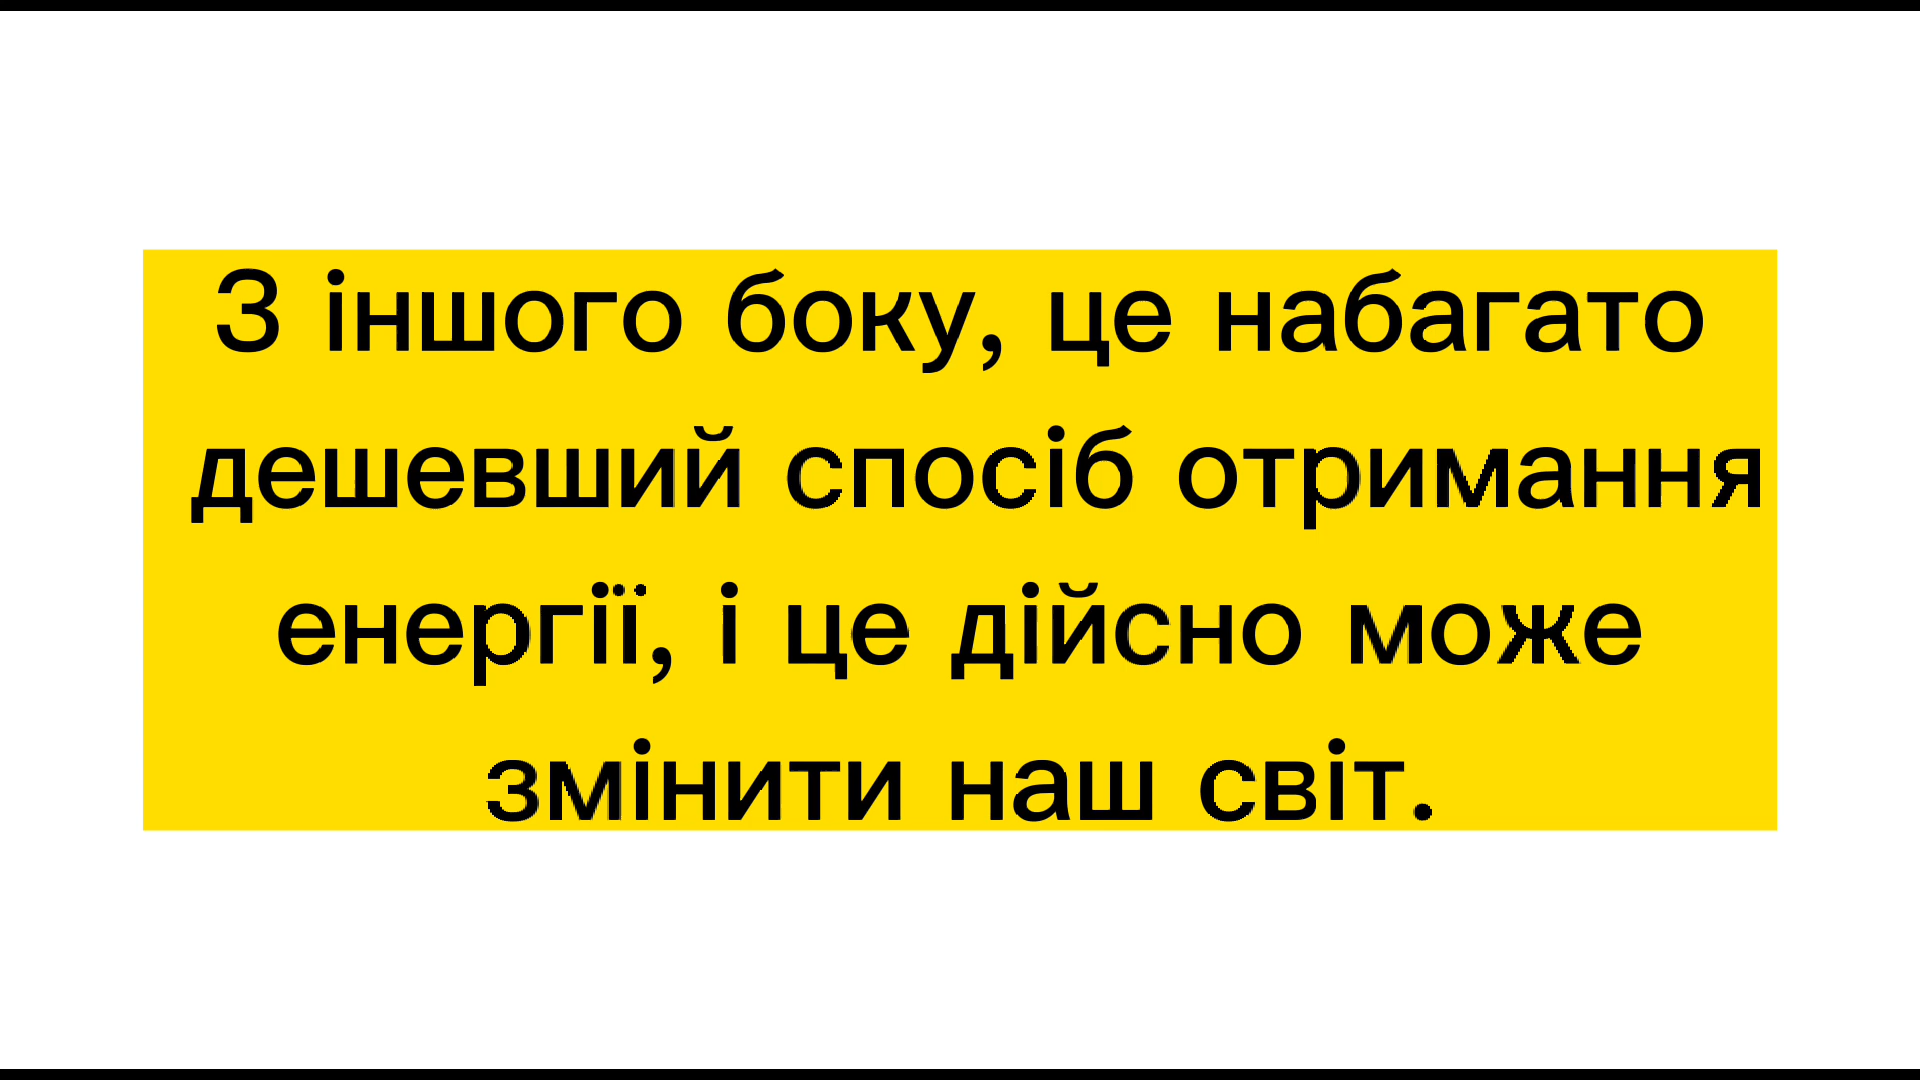 З іншого боку, це набагато
дешевший спосіб отримання
енергії, і це дійсно може
змінити наш світ.